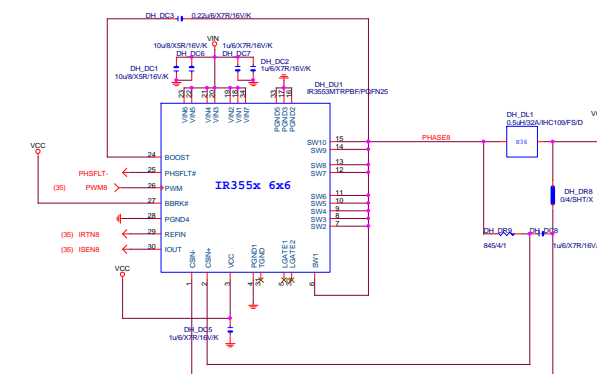 DH_DC3 0.22u/6/X7R/16V/K
VIN
10u/8/X5R/16V/K 1u/6/X7R/16V/K
DH_DC6 DH_DC7
DH_DC1 DH_DC2
10u/8/X5R/16V/K 1u/6/X7R/16V/K
DH_DU1
IR3553MTRPBF/PQFN25
23 22 21 20 19 18 34 33 17 16
VIN6 VIN5 VIN4 VIN3 VIN2 VIN1 VIN7 PGND5 PGND3 PGND2
DH_DL1
0.5uH/32A/IHC109/FS/D
R36
VCC
PHASE8
24 BOOST
PHSFLT- 25 PHSFLT#
(35) PWM8 26 PWM
27 BBRK#
28 PGND4
(35) IRTN8 29 REFIN
(35) ISEN8 30 IOUT
IR355x 6x6
SW10 15
SW9 14
SW8 13
SW7 12
SW6 11
SW5 10
SW4 9
SW3 8
SW2 7
DH_DR8
0/4/SHT/X
DH_DR9 DH_DC8
845/4/1 1u/6/X7R/16V/
CSIN- CSIN+ VCC PGND1 TGND LGATE1 LGATE2 SW1
1 2 3 4 31 5 32 6
VCC
DH_DC5
1u/6/X7R/16V/K